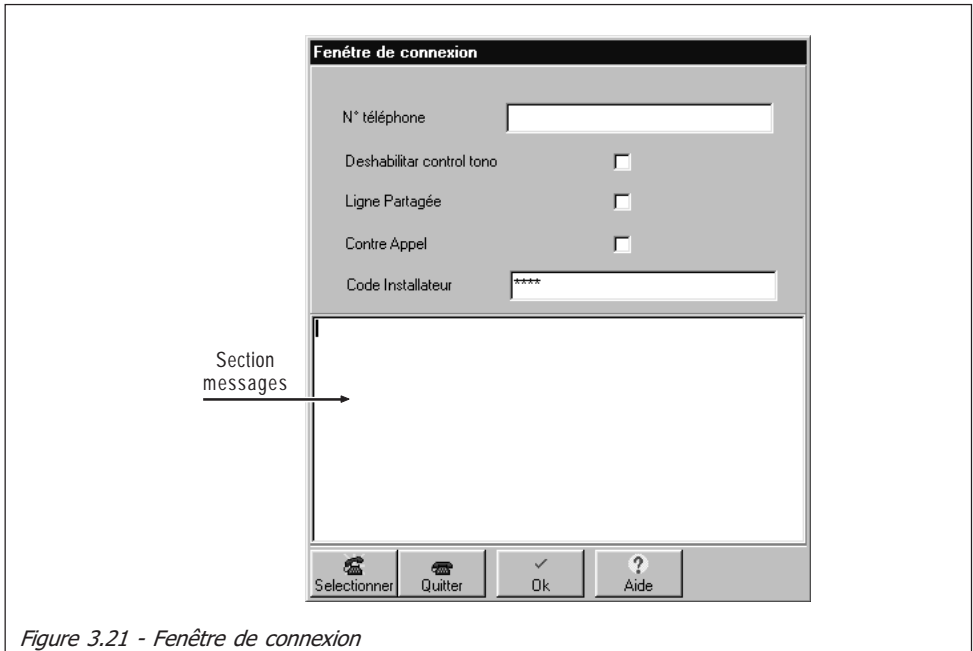 Fenétre de connexion
N° téléphone
Deshabilitar control tono
Ligne Partagée
Contre Appel
Code Installateur ****
Section
messages
Selectionner Quitter Ok Aide
Figure 3.21 - Fenêtre de connexion